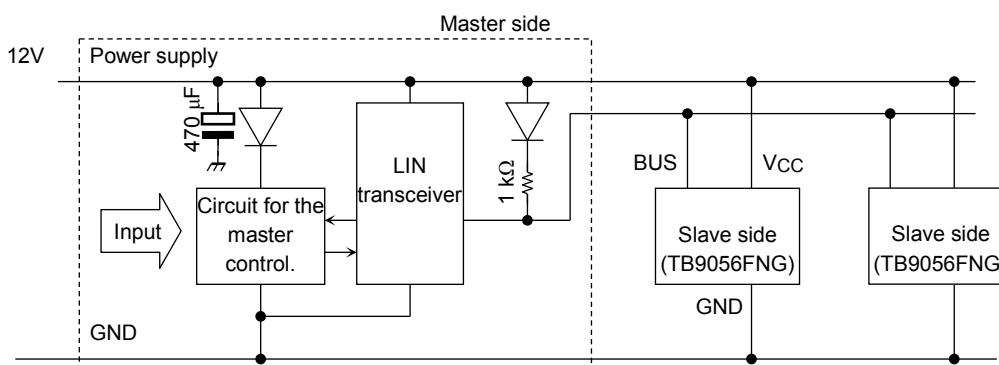 Master side
12V
Power supply
470 μF
LIN
transceiver
1 kΩ
BUS
VCC
Input
Circuit for the
master
control.
Slave side
(TB9056FNG)
Slave side
(TB9056FNG
GND
GND